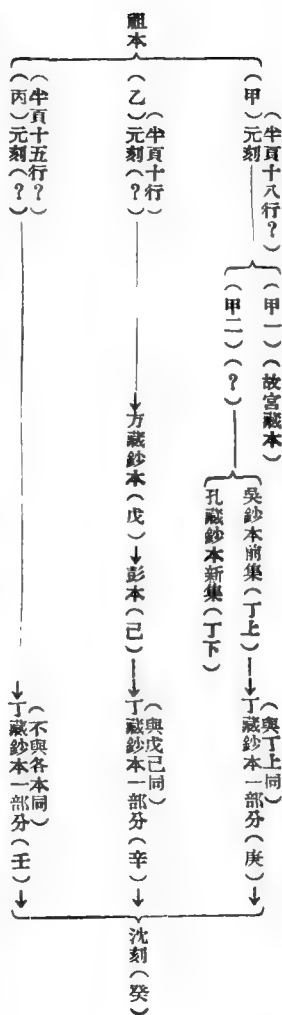 祖本
（半頁十八行？）
（甲）元刻
（甲一）（故宮藏本）
（甲二）（？）
吳鈔本前集（丁上）
孔藏鈔本新集（丁下）
（與丁上同）
丁藏鈔本一部分（庚）
（半頁十行）
（乙）元刻（？）
方藏鈔本（戊）
彭本（己）
（與戊己同）
丁藏鈔本一部分（辛）
（半頁十五行？）
（丙）元刻（？）
（不與各本同）
丁藏鈔本一部分（壬）
沈刻（癸）